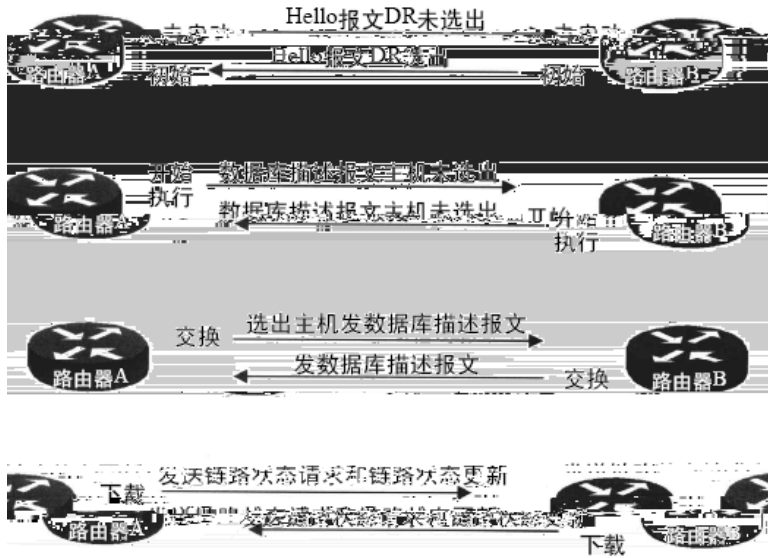 Hello报文DR未选出
Hello报文DR选出
路由器A
初始
初始
路由器B
开始
执行
数据库描述报文主机未选出
数据库描述报文主机未选出
开始
执行
路由器A
路由器B
交换
选出主机发数据库描述报文
发数据库描述报文
交换
路由器A
路由器B
发送链路状态请求和链路状态更新
下载
路由器A
路由器B
下载